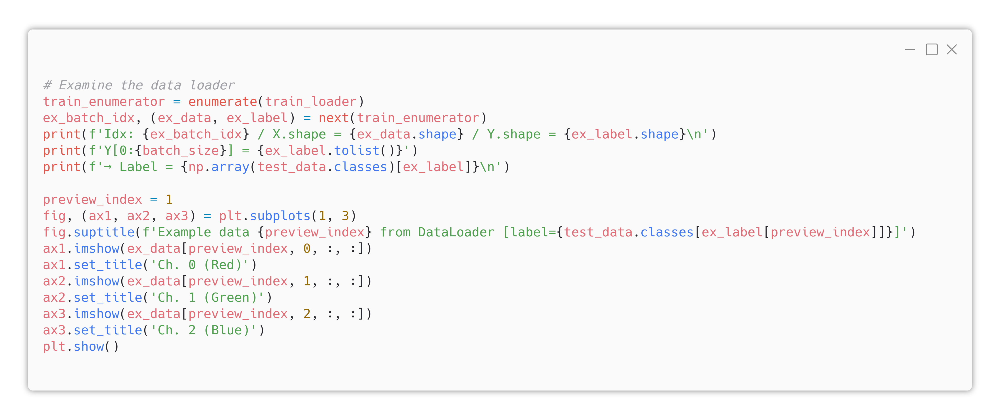 # Examine the data loader
train_enumerator = enumerate(train_loader)
ex_batch_idx, (ex_data, ex_label) = next(train_enumerator)
print(f'Idx: {ex_batch_idx} / X.shape = {ex_data.shape} / Y.shape = {ex_label.shape}\n')
print(f'Y[0:{batch_size}] = {ex_label.tolist()}')
print(f'→ Label = {np.array(test_data.classes)[ex_label]}\n')
preview_index = 1
fig, (ax1, ax2, ax3) = plt.subplots(1, 3)
fig.suptitle(f'Example data {preview_index} from DataLoader [label={test_data.classes[ex_label[preview_index]]}]')
ax1.imshow(ex_data[preview_index, 0, :, :])
ax1.set_title('Ch. 0 (Red)')
ax2.imshow(ex_data[preview_index, 1, :, :])
ax2.set_title('Ch. 1 (Green)')
ax3.imshow(ex_data[preview_index, 2, :, :])
ax3.set_title('Ch. 2 (Blue)')
plt.show()